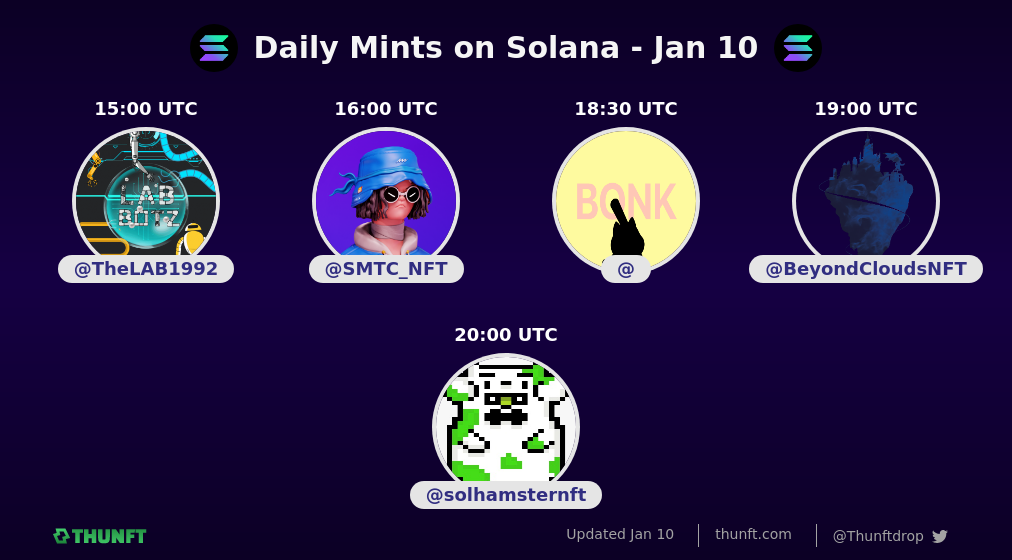 Daily Mints on Solana - Jan 10
15:00 UTC
16:00 UTC
18:30 UTC
19:00 UTC
LAB
BOTZ
BONK
@TheLAB1992
@SMTC_NFT
@
@BeyondCloudsNFT
20:00 UTC
@solhamsternft
THUNFT
Updated Jan 10
thunft.com
@Thunftdrop